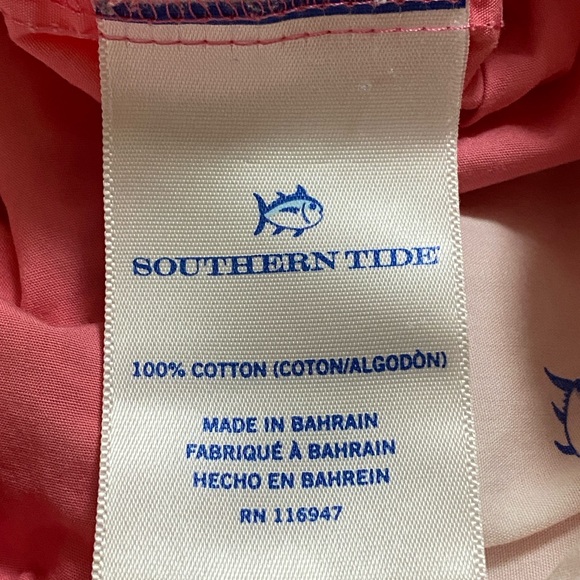 SOUTHERN TIDE
100% COTTON (COTON/ALGODÒN)
MADE IN BAHRAIN
FABRIQUÉ À BAHRAIN
HECHO EN BAHREIN
RN 116947